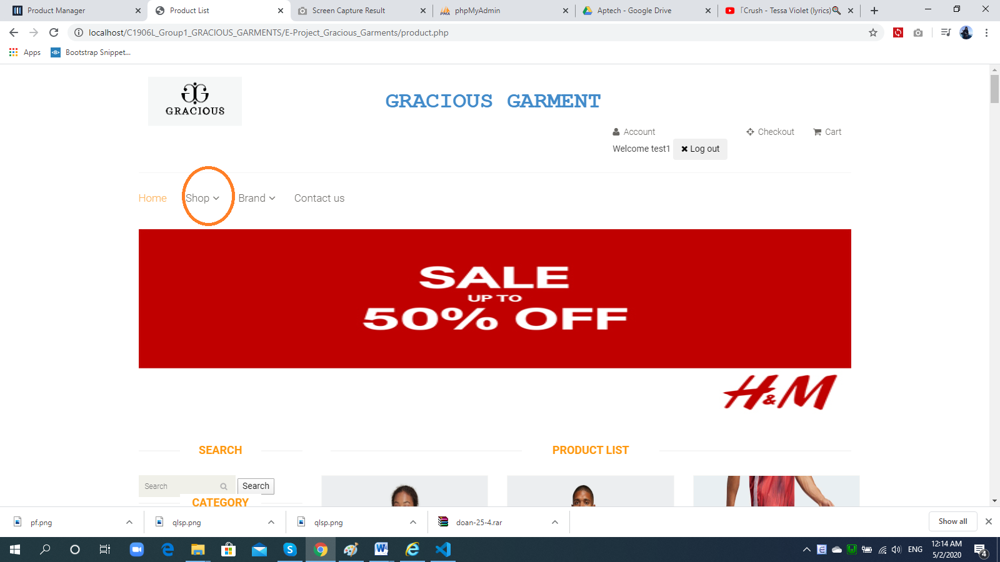 Product Manager
Product List
Screen Capture Result
phpMyAdmin
Aptech - Google Drive
「Crush - Tessa Violet (lyrics)
localhost/C1906L_Group1_GRACIOUS_GARMENTS/E-Project_Gracious_Garments/product.php
Apps
Bootstrap Snippet...
GRACIOUS
GRACIOUS GARMENT
Account
Checkout
Cart
Welcome test1
Log out
Home
Shop
Brand
Contact us
SALE
UP TO
50% OFF
H&M
SEARCH
PRODUCT LIST
Search
Search
CATEGORY
pf.png
qlsp.png
qlsp.png
doan-25-4.rar
Show all
ENG
12:14 AM
5/2/2020
4